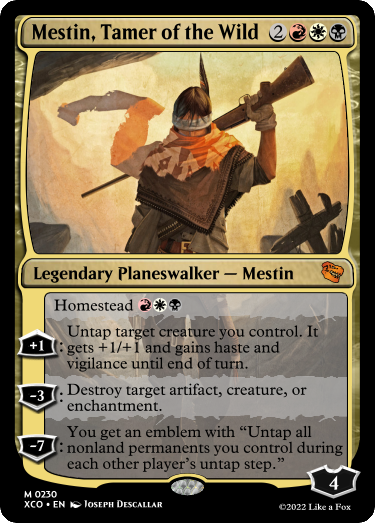 Mestin, Tamer of the Wild 2
Legendary Planeswalker — Mestin
Homestead
+1: Untap target creature you control. It
gets +1/+1 and gains haste and
vigilance until end of turn.
-3: Destroy target artifact, creature, or
enchantment.
-7: You get an emblem with “Untap all
nonland permanents you control during
each other player's untap step.”
4
M 0230
XCO • EN Joseph Descallar
©2022 Like a Fox